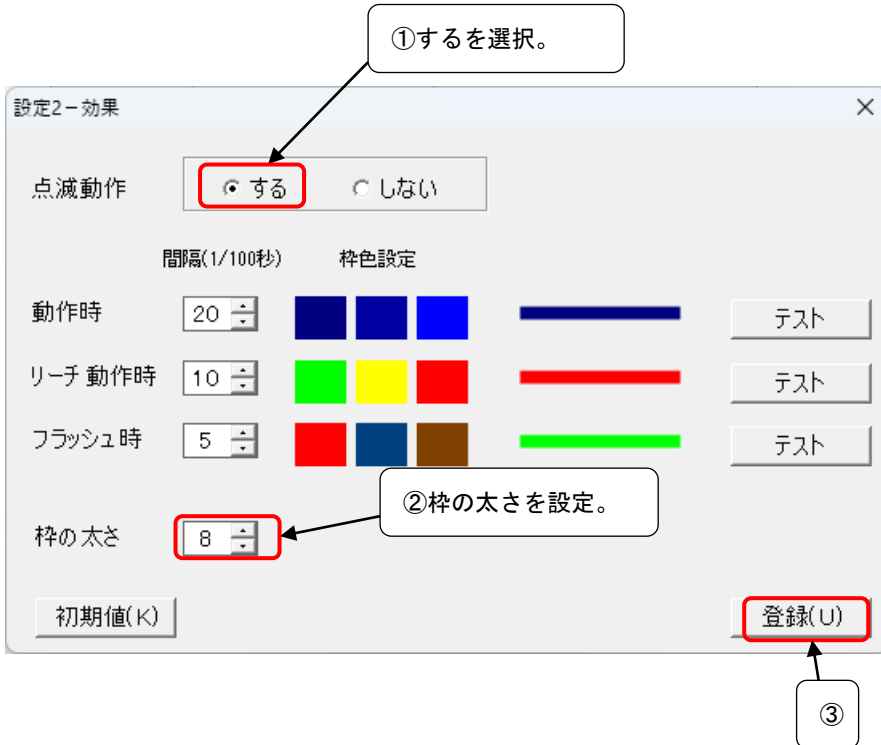 ①するを選択。
設定2-効果
点滅動作 する しない
間隔(1/100秒) 枠色設定
動作時 20 テスト
リーチ動作時 10 テスト
フラッシュ時 5 テスト
②枠の太さを設定。
枠の太さ 8
初期値(K) 登録(U)
③